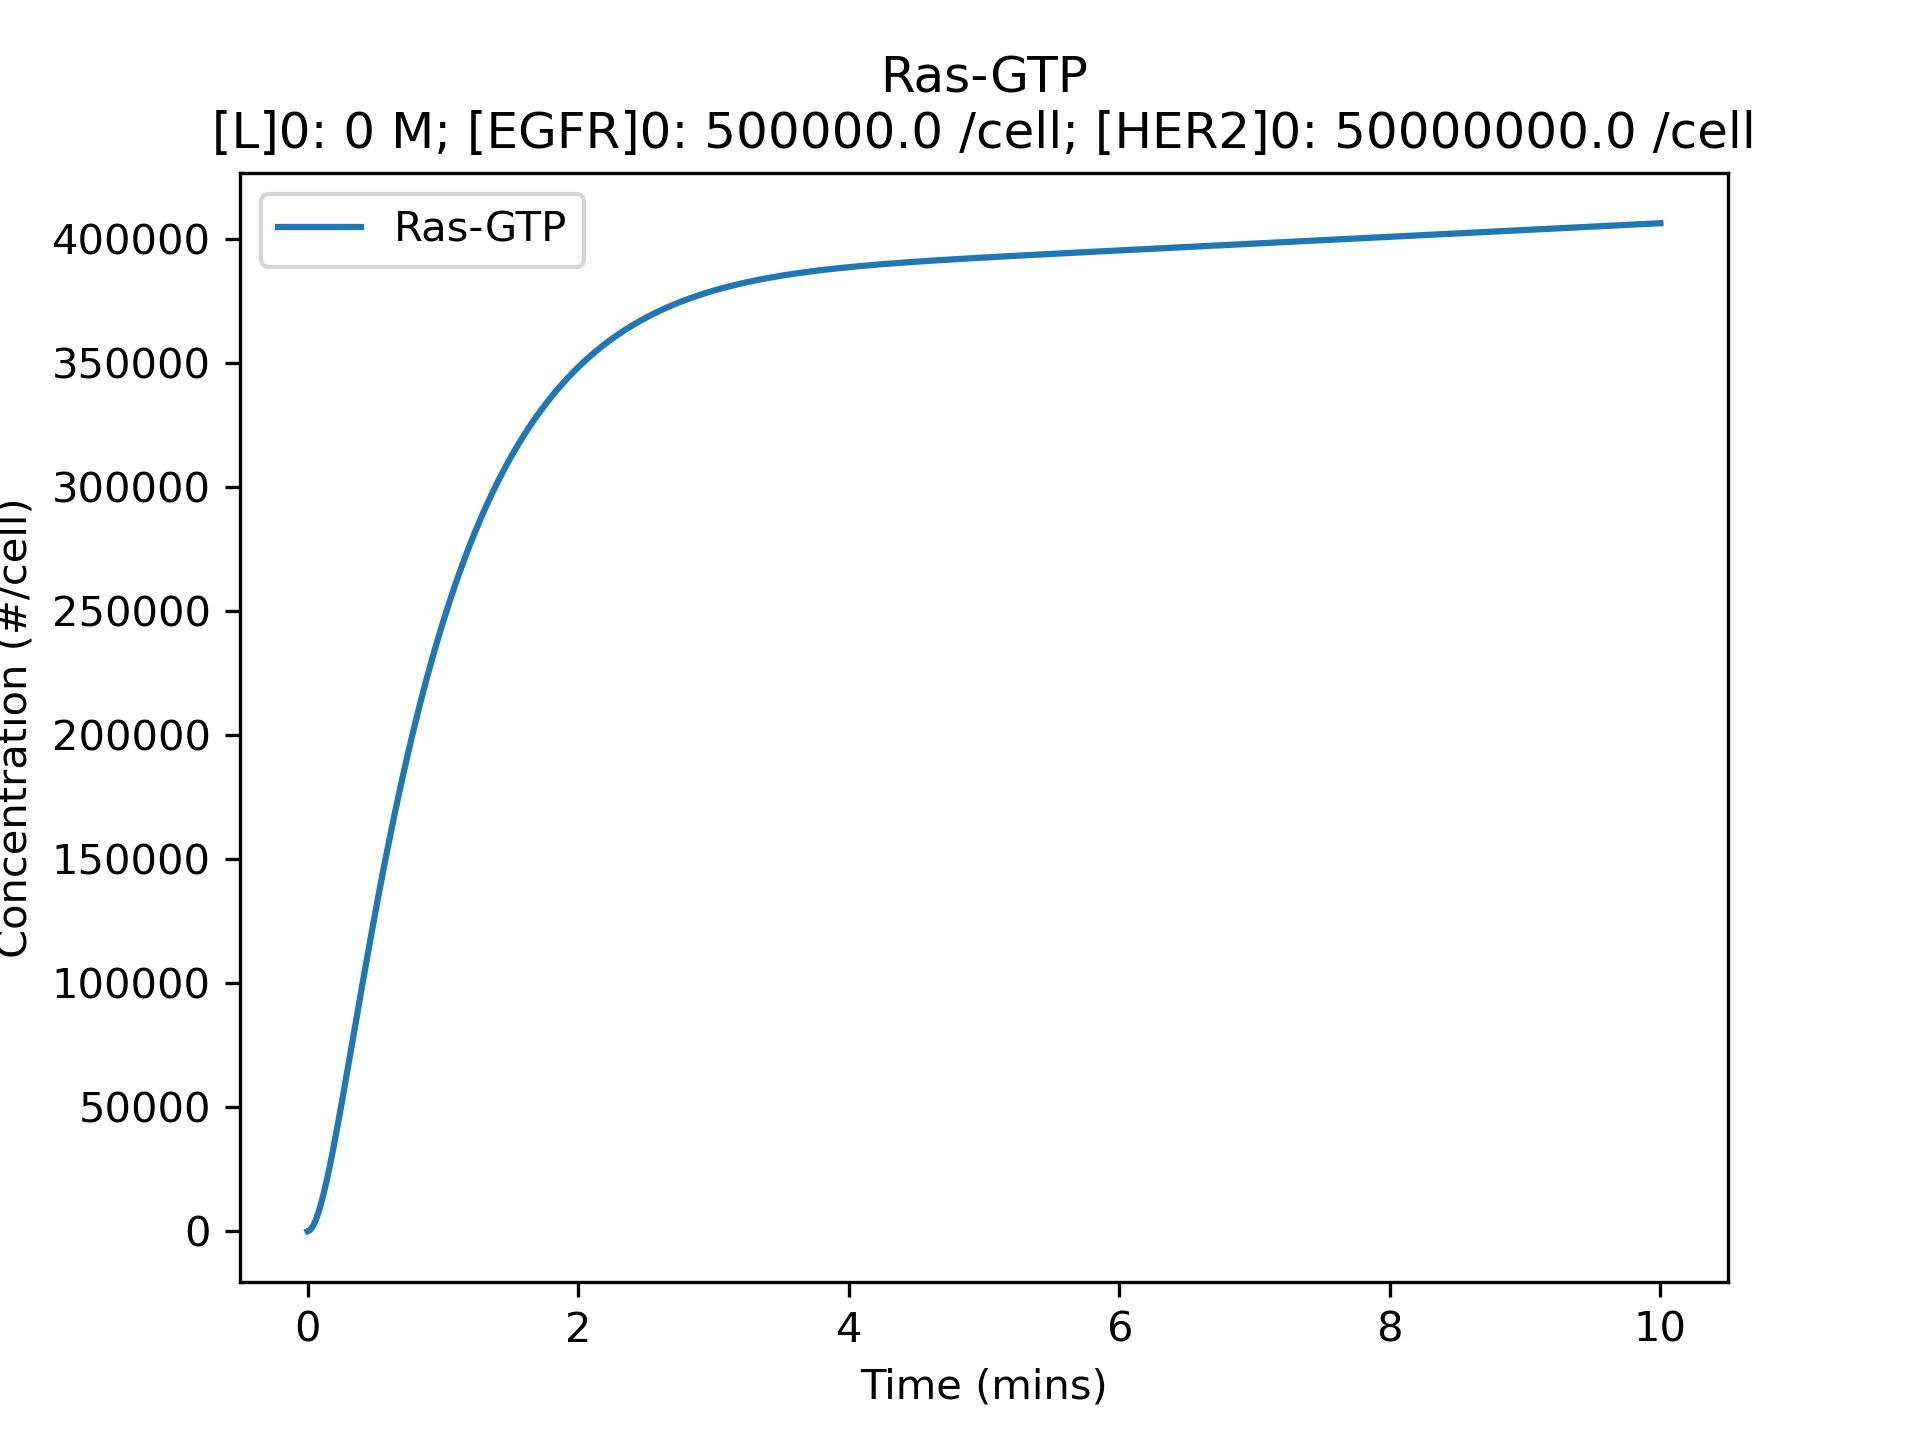 Ras-GTP
[L]0: 0 M; [EGFR]0: 500000.0 /cell; [HER2]0: 50000000.0 /cell
Ras-GTP
400000
350000
300000
250000
200000
150000
100000
50000
0
Concentration (#/cell)
0 2 4 6 8 10
Time (mins)